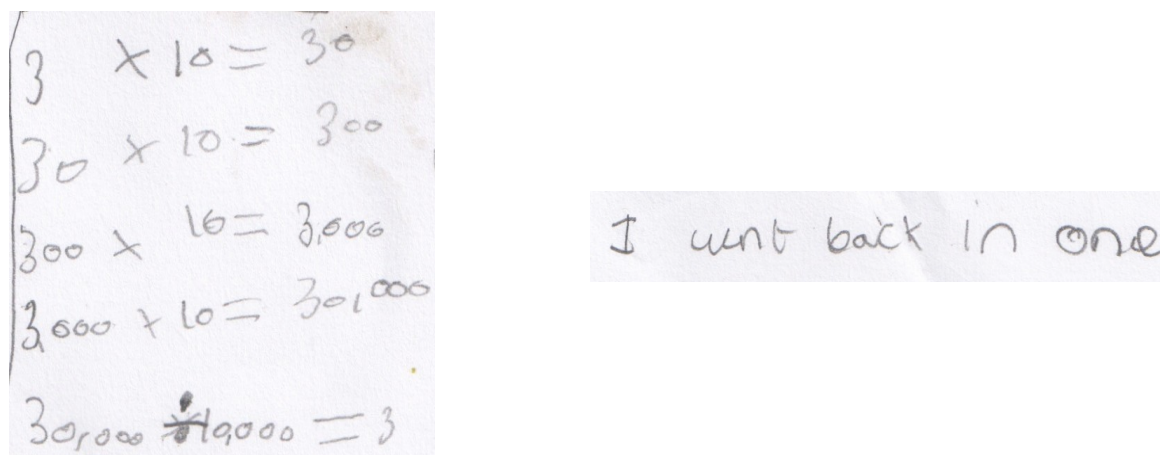 3 × 10 = 30
30 × 10 = 300
300 × 10 = 3,000
3,000 × 10 = 30,000
30,000 ÷ 10,000 = 3
I went back in one